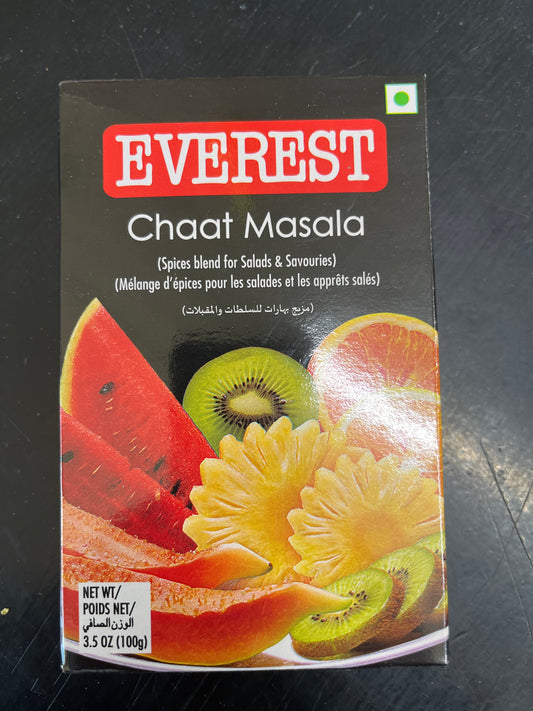 EVEREST
Chaat Masala
(Spices blend for Salads & Savouries)
(Mélange d'épices pour les salades et les apprêts salés)
(مزيج بهارات للسلطات والمقبلات)
NET WT/
POIDS NET/
الوزن الصافي/
3.5 OZ (100g)